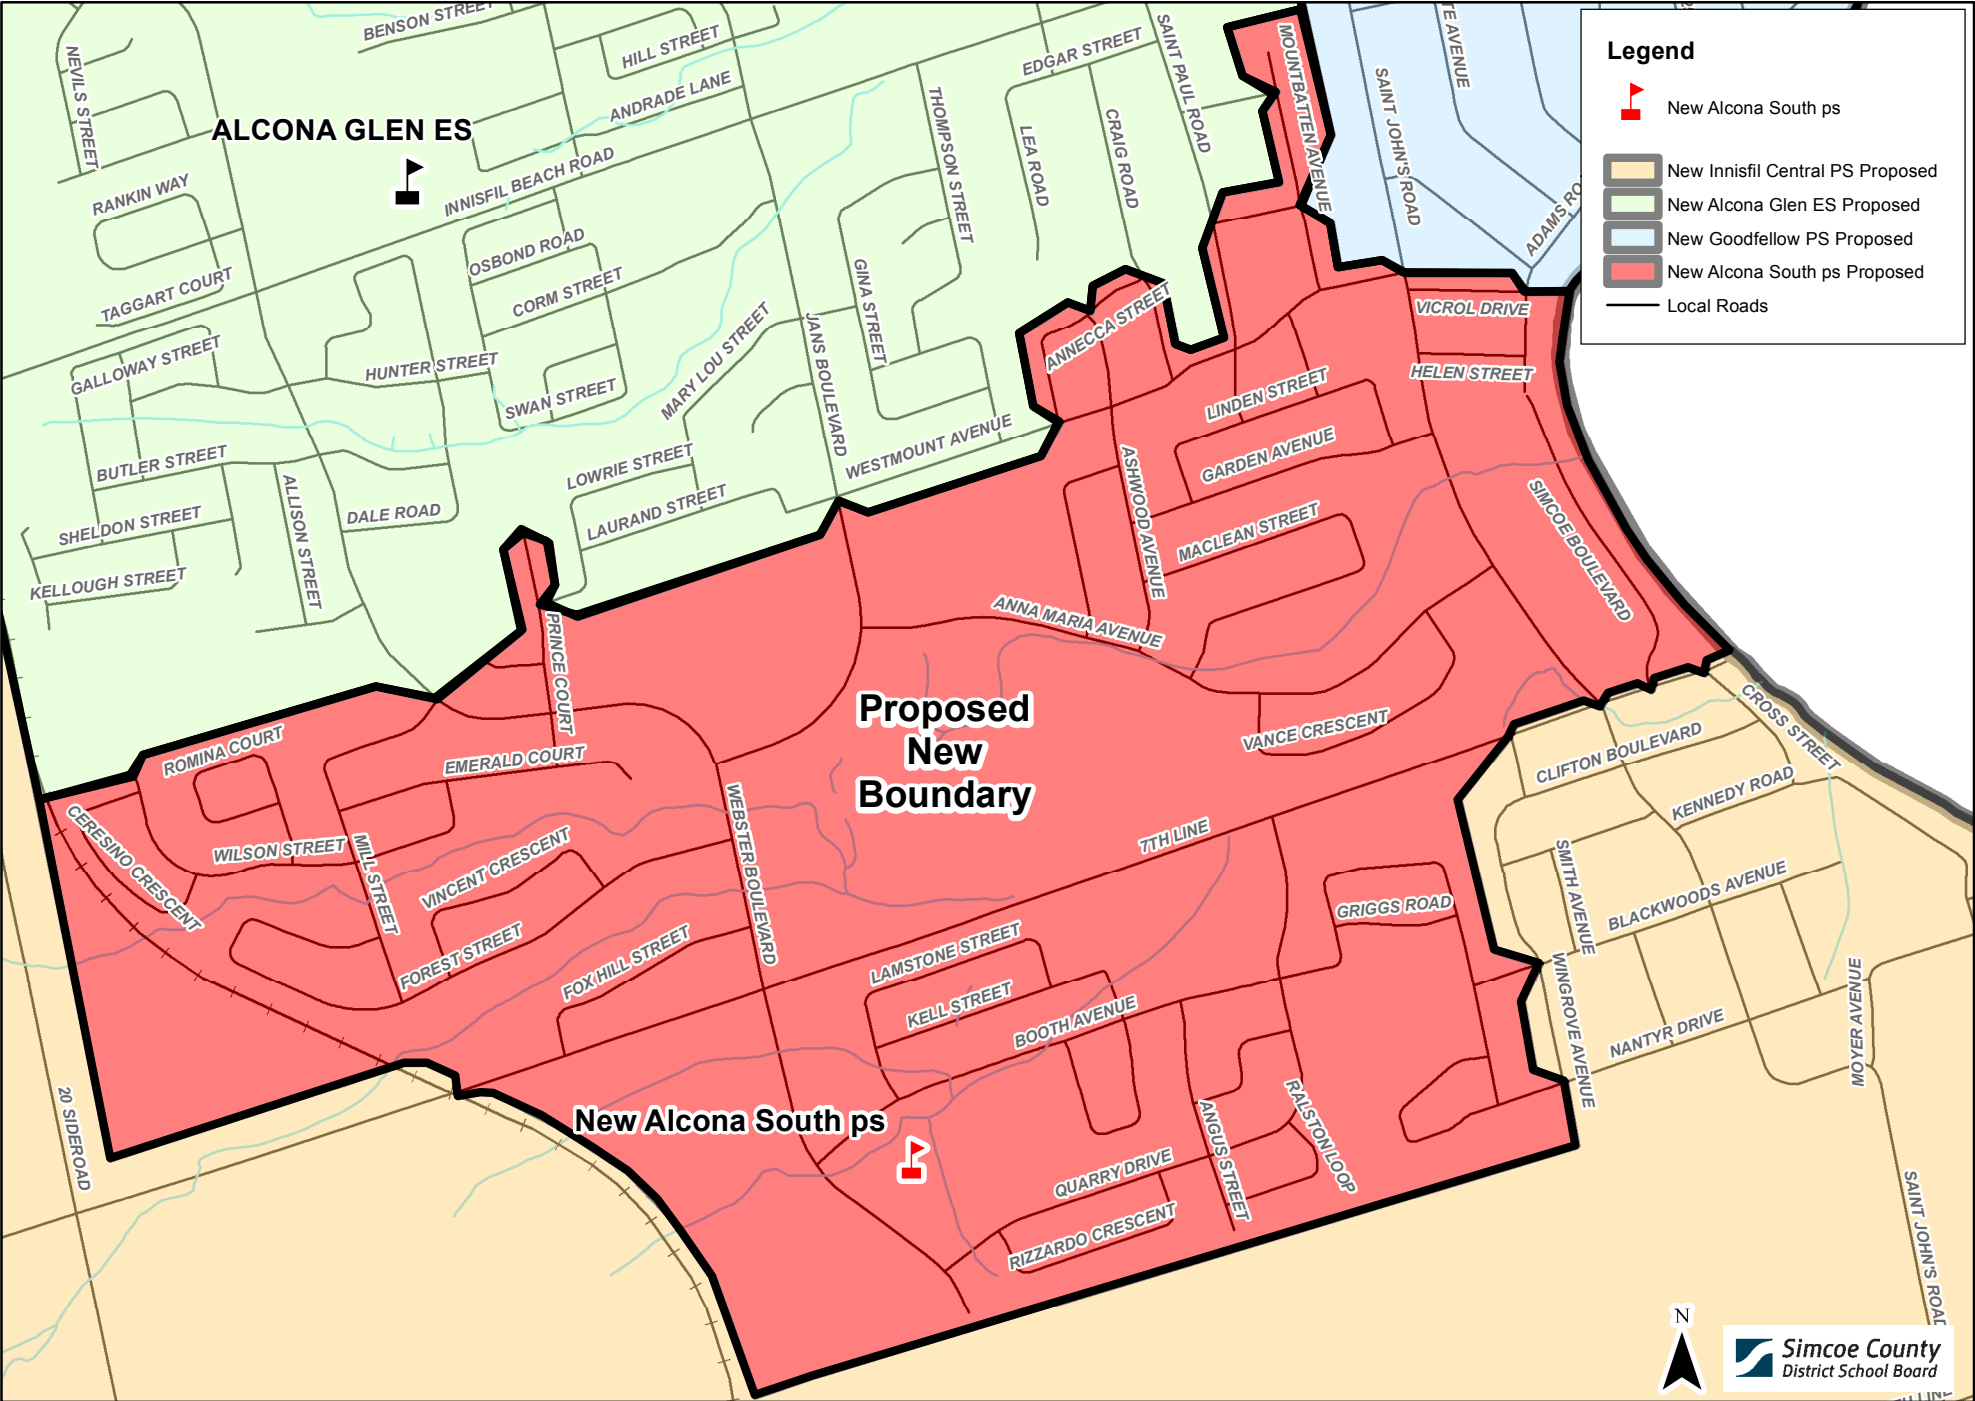 BENSON STREET
NEVILS STREET
HILL STREET
ANDRADE LANE
ALCONA GLEN ES
INNISFIL BEACH ROAD
RANKIN WAY
TAGGART COURT
OSBOND ROAD
CORM STREET
THOMPSON STREET
EDGAR STREET
SAINT PAUL ROAD
LEA ROAD
CRAIG ROAD
MOUNTBATTEN AVENUE
SAINT JOHN'S ROAD
TE AVENUE
ADAMS RO
Legend
New Alcona South ps
New Innisfil Central PS Proposed
New Alcona Glen ES Proposed
New Goodfellow PS Proposed
New Alcona South ps Proposed
Local Roads
GALLOWAY STREET
HUNTER STREET
SWAN STREET
MARY LOU STREET
JANS BOULEVARD
GINA STREET
ANNECCA STREET
VICROL DRIVE
HELEN STREET
LINDEN STREET
GARDEN AVENUE
BUTLER STREET
SHELDON STREET
KELLOUGH STREET
ALLISON STREET
DALE ROAD
LOWRIE STREET
LAURAND STREET
WESTMOUNT AVENUE
ASHWOOD AVENUE
MACLEAN STREET
SIMCOE BOULEVARD
ANNA MARIA AVENUE
PRINCE COURT
Proposed
New
Boundary
VANCE CRESCENT
CROSS STREET
CLIFTON BOULEVARD
KENNEDY ROAD
ROMINA COURT
EMERALD COURT
CERESINO CRESCENT
WILSON STREET
MILL STREET
VINCENT CRESCENT
WEBSTER BOULEVARD
7TH LINE
FOREST STREET
FOX HILL STREET
LAMSTONE STREET
KELL STREET
BOOTH AVENUE
GRIGGS ROAD
SMITH AVENUE
BLACKWOODS AVENUE
WINGROVE AVENUE
NANTYR DRIVE
MOYER AVENUE
20 SIDEROAD
New Alcona South ps
QUARRY DRIVE
RIZZARDO CRESCENT
ANGUS STREET
RALSTON LOOP
SAINT JOHN'S ROAD
N
Simcoe County
District School Board